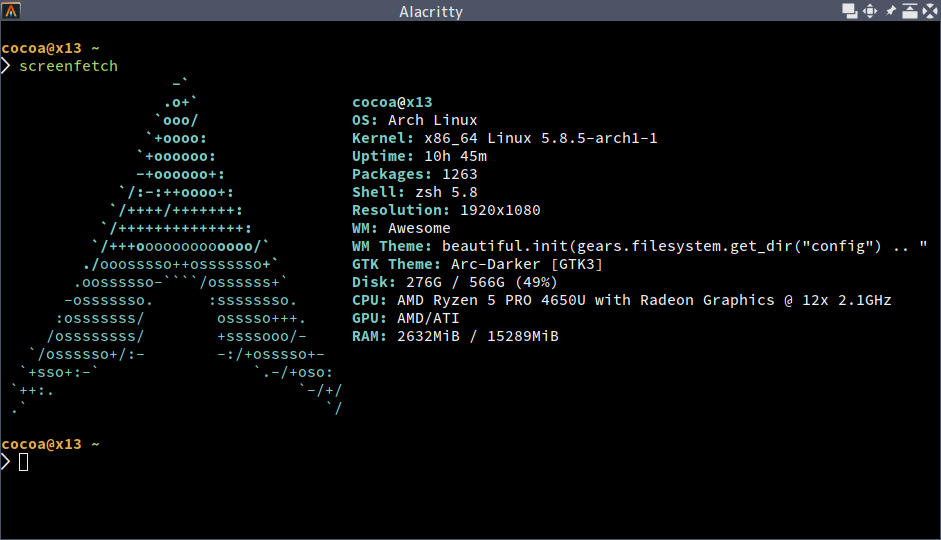 Alacritty
cocoa@x13 ~
❯ screenfetch
                   -`
                  .o+`                 cocoa@x13
                 `ooo/                 OS: Arch Linux
                `+oooo:                Kernel: x86_64 Linux 5.8.5-arch1-1
               `+oooooo:               Uptime: 10h 45m
               -+oooooo+:              Packages: 1263
             `/:-:++oooo+:             Shell: zsh 5.8
            `/++++/+++++++:            Resolution: 1920x1080
           `/++++++++++++++:           WM: Awesome
          `/+++ooooooooooooo/`         WM Theme: beautiful.init(gears.filesystem.get_dir("config") .. "
         ./ooosssso++osssssso+`        GTK Theme: Arc-Darker [GTK3]
        .oossssso-````/ossssss+`       Disk: 276G / 566G (49%)
       -osssssso.      :ssssssso.      CPU: AMD Ryzen 5 PRO 4650U with Radeon Graphics @ 12x 2.1GHz
      :osssssss/        osssso+++.     GPU: AMD/ATI
     /ossssssss/        +ssssooo/-     RAM: 2632MiB / 15289MiB
   `/ossssso+/:-        -:/+osssso+-
  `+sso+:-`                 `.-/+oso:
 `++:.                           `-/+/
 .`                                 `/
cocoa@x13 ~
❯